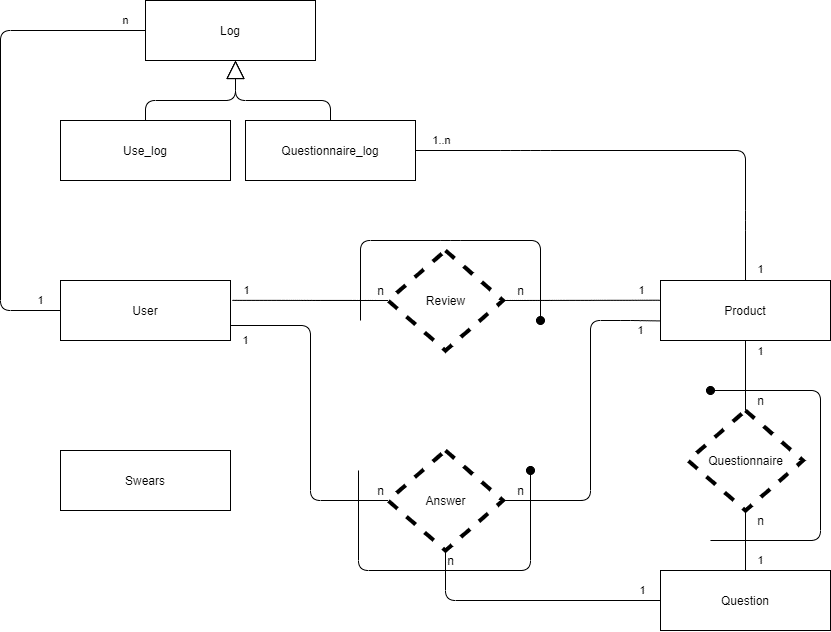 n
Log
Use_log
Questionnaire_log
1..n
1
1
User
1
n
Review
n
1
Product
1
1
1
n
Questionnaire
n
1
Swears
n
Answer
n
n
1
Question